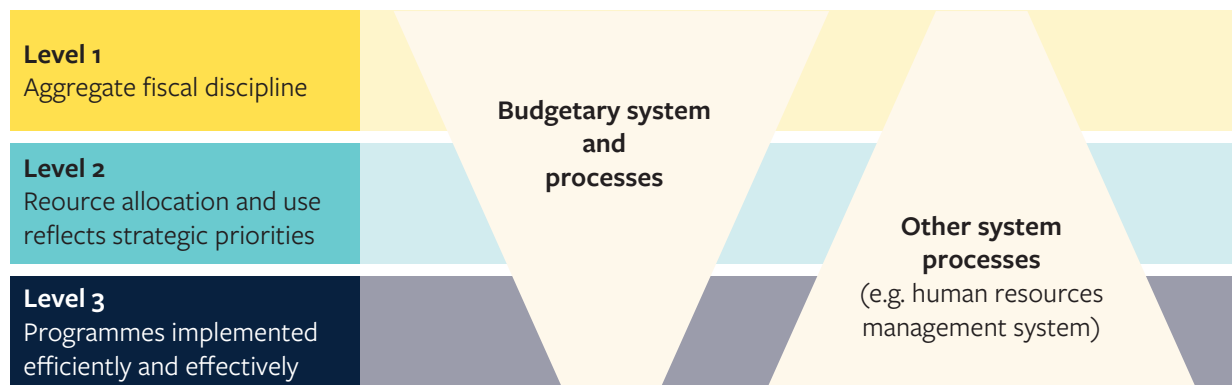 Level 1
Aggregate fiscal discipline
Budgetary system
and
processes
Level 2
Reource allocation and use
reflects strategic priorities
Other system
processes
(e.g. human resources
management system)
Level 3
Programmes implemented
efficiently and effectively